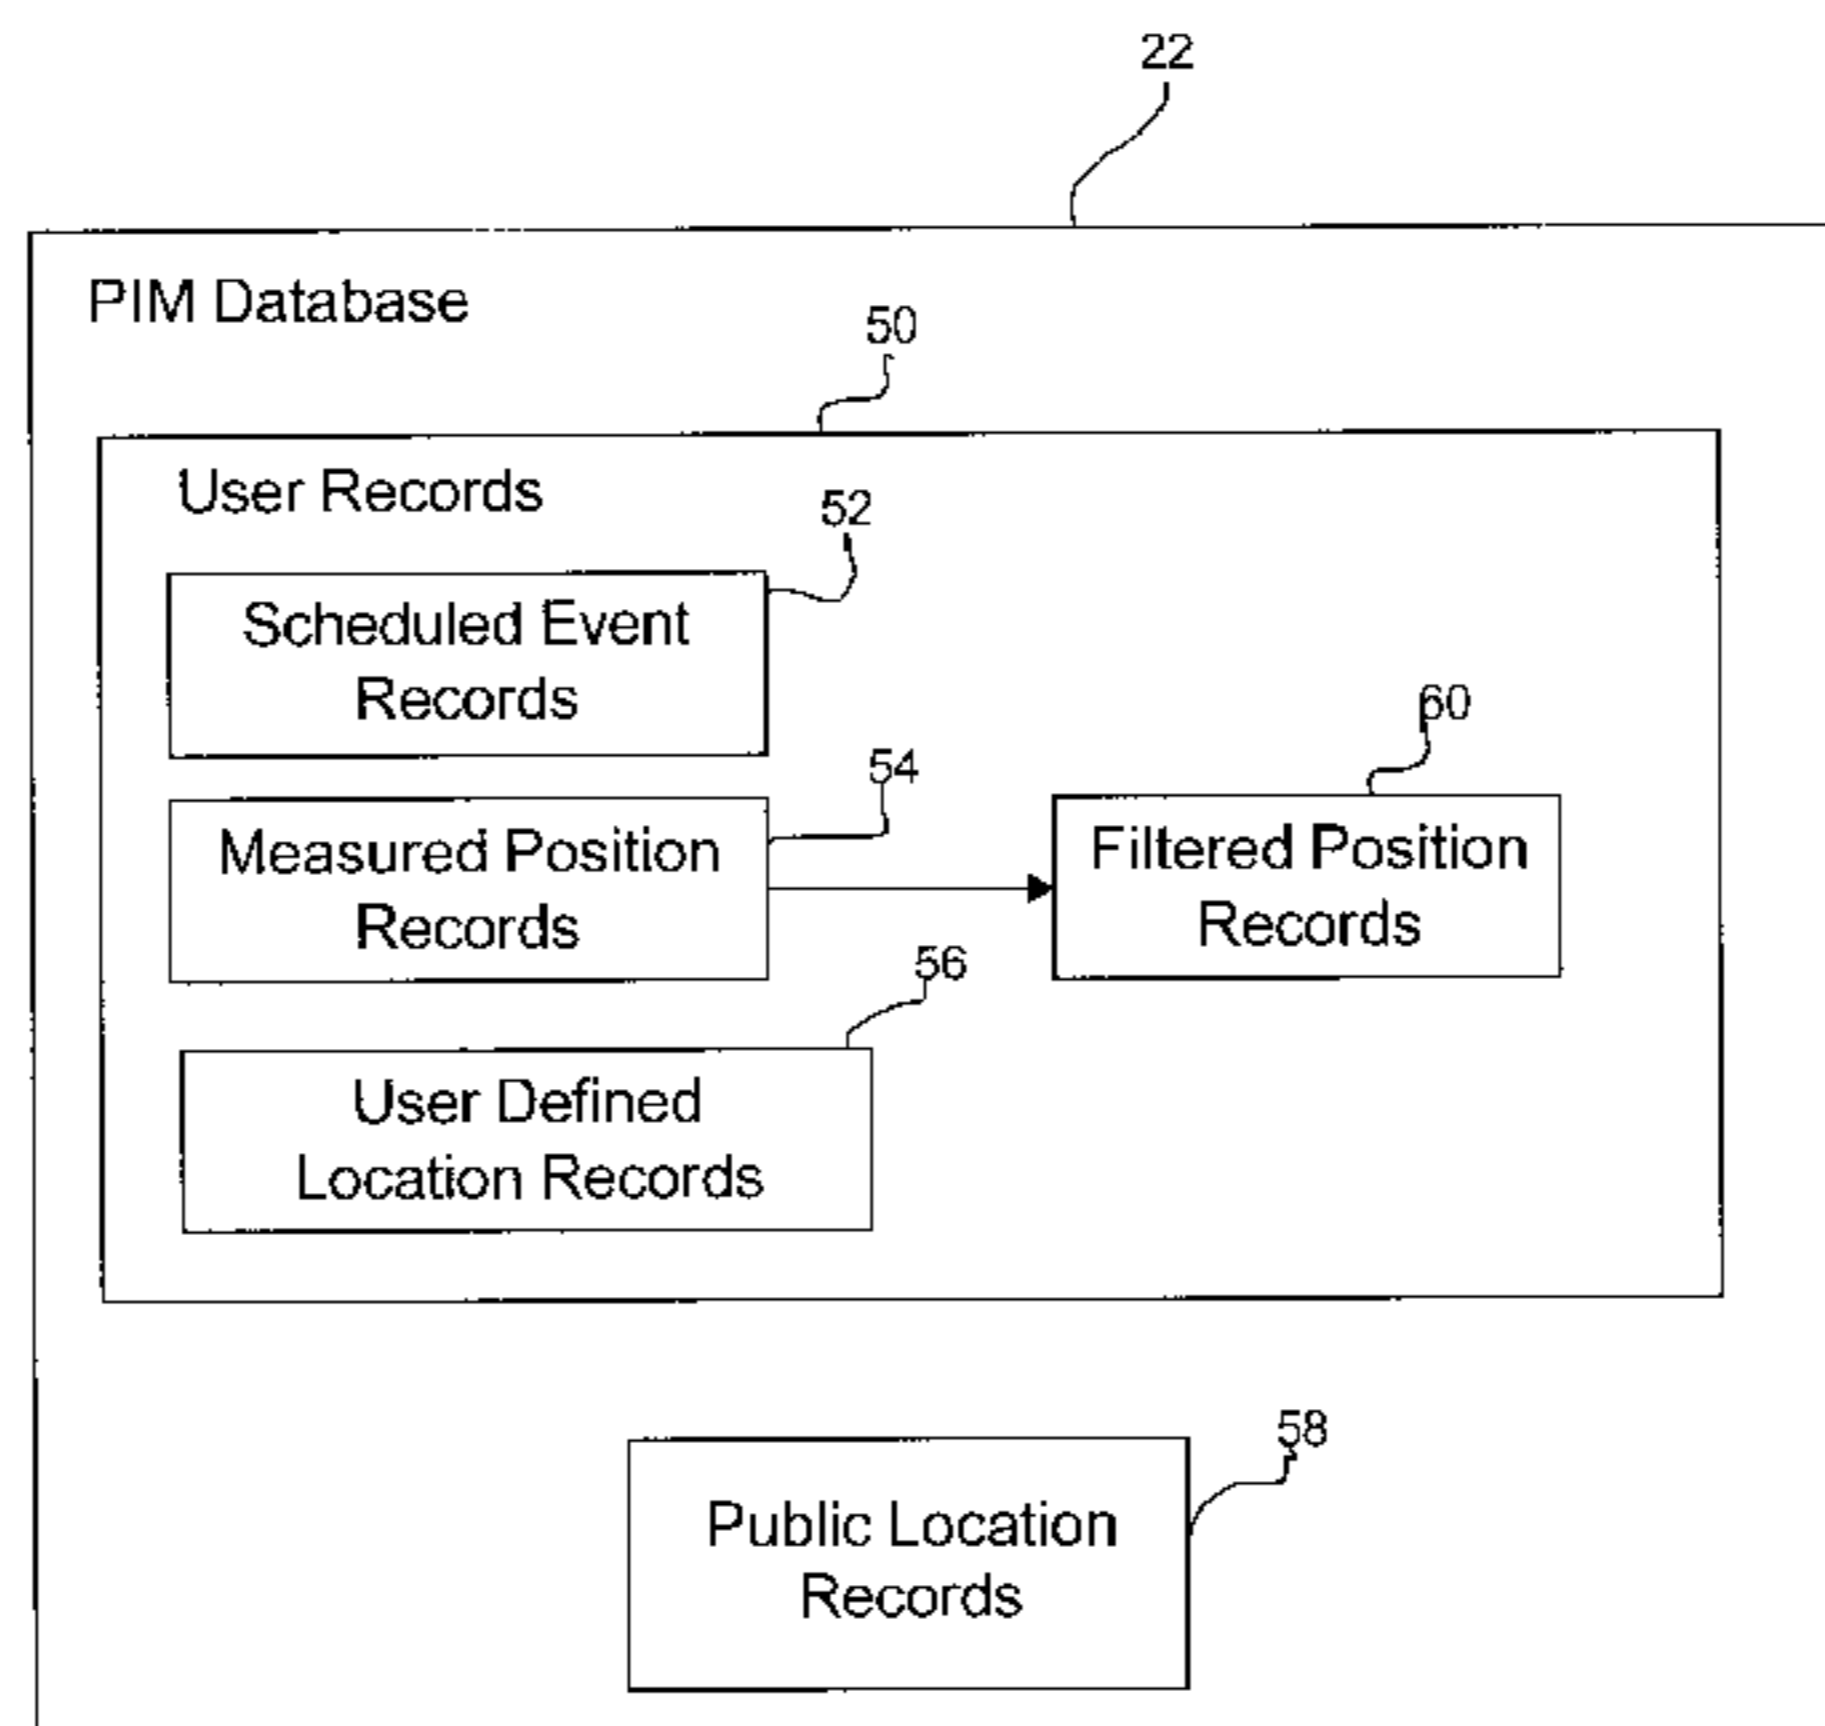 22
PIM Database
50
User Records
52
Scheduled Event
Records
60
54
Measured Position
Records
Filtered Position
Records
56
User Defined
Location Records
58
Public Location
Records